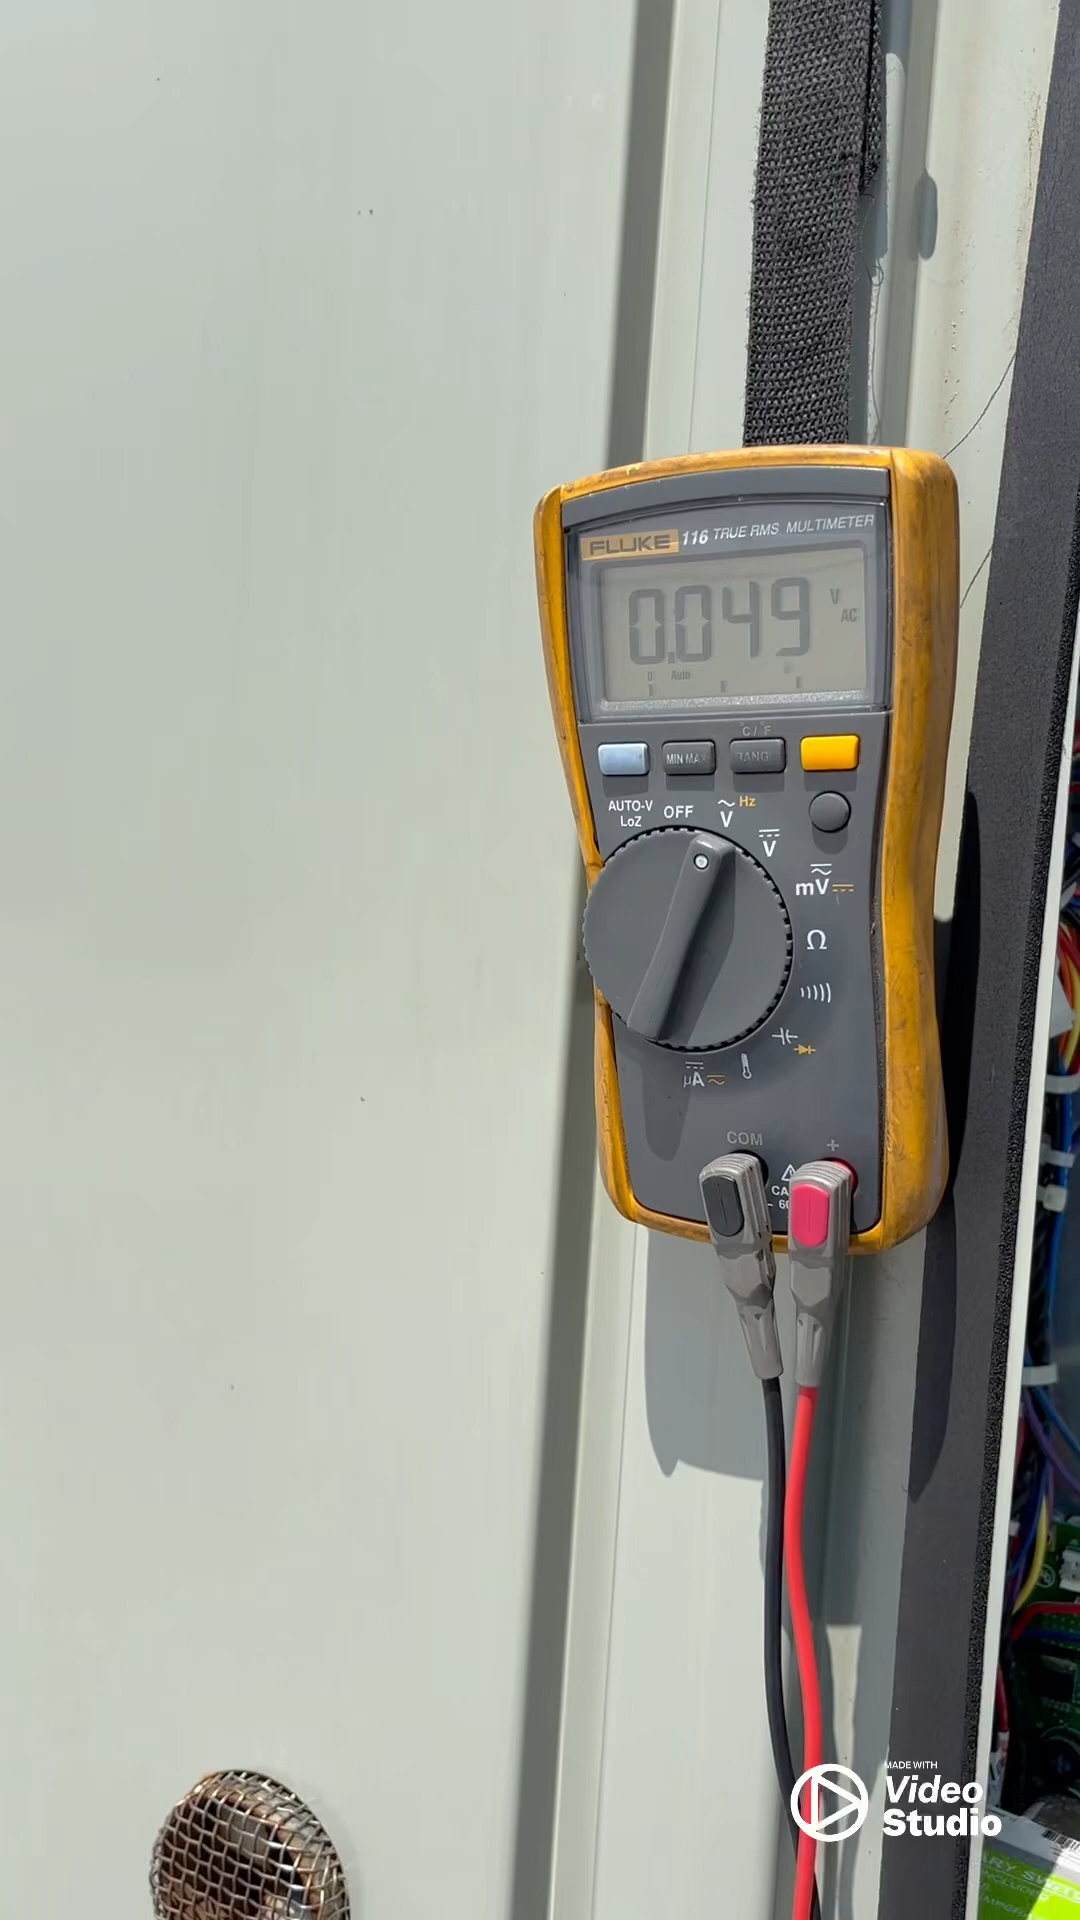 FLUKE 116 TRUE RMS MULTIMETER
0.049 V
AC
0 Auto
°C/°F
MIN MAX RANGE
AUTO-V
LoZ
OFF
V Hz
V
mV
Ω
µA
COM +
MADE WITH
Video
Studio